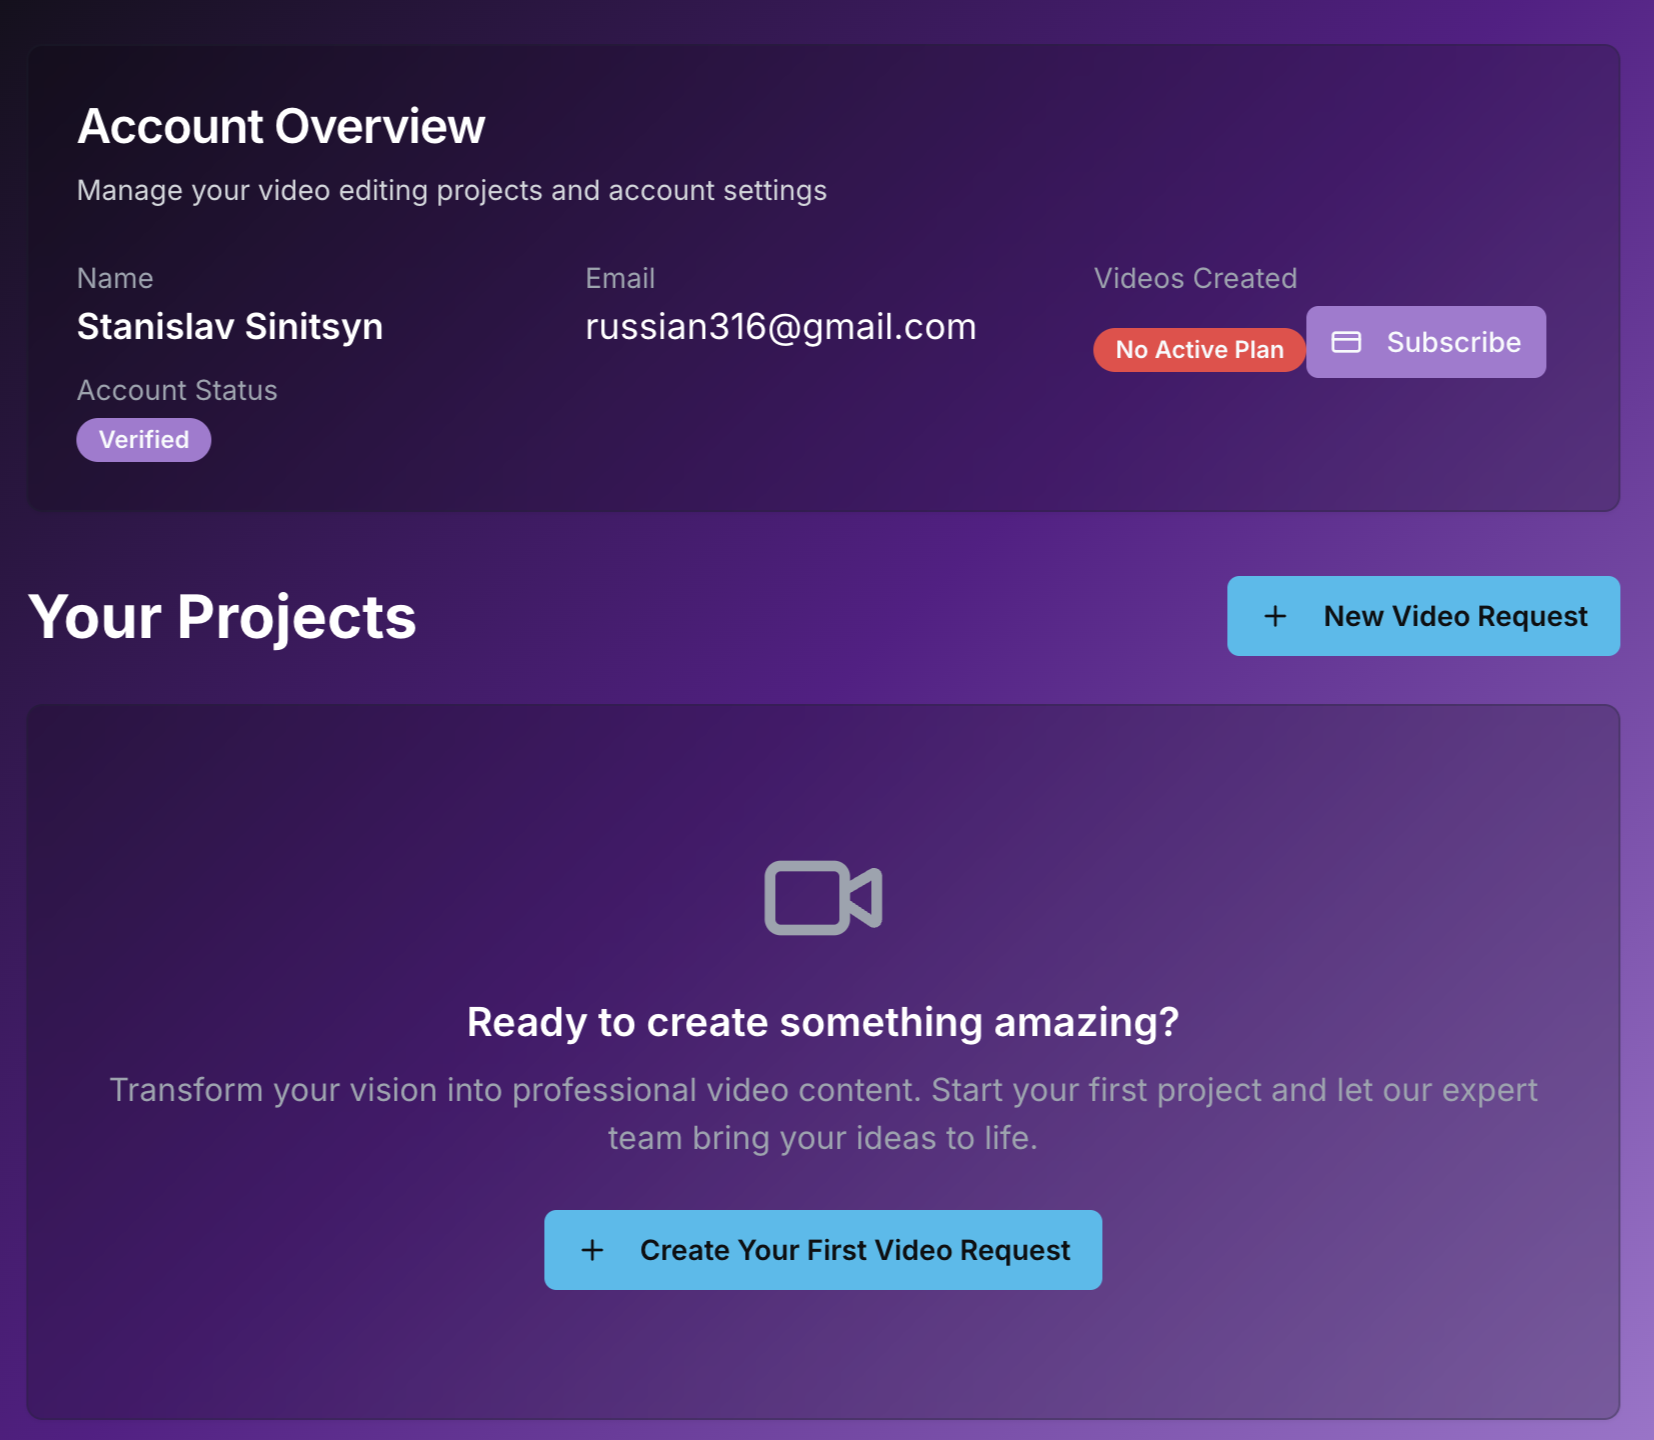 Account Overview
Manage your video editing projects and account settings
Name
Stanislav Sinitsyn
Email
russian316@gmail.com
Videos Created
No Active Plan
Subscribe
Account Status
Verified
Your Projects
New Video Request
Ready to create something amazing?
Transform your vision into professional video content. Start your first project and let our expert
team bring your ideas to life.
Create Your First Video Request